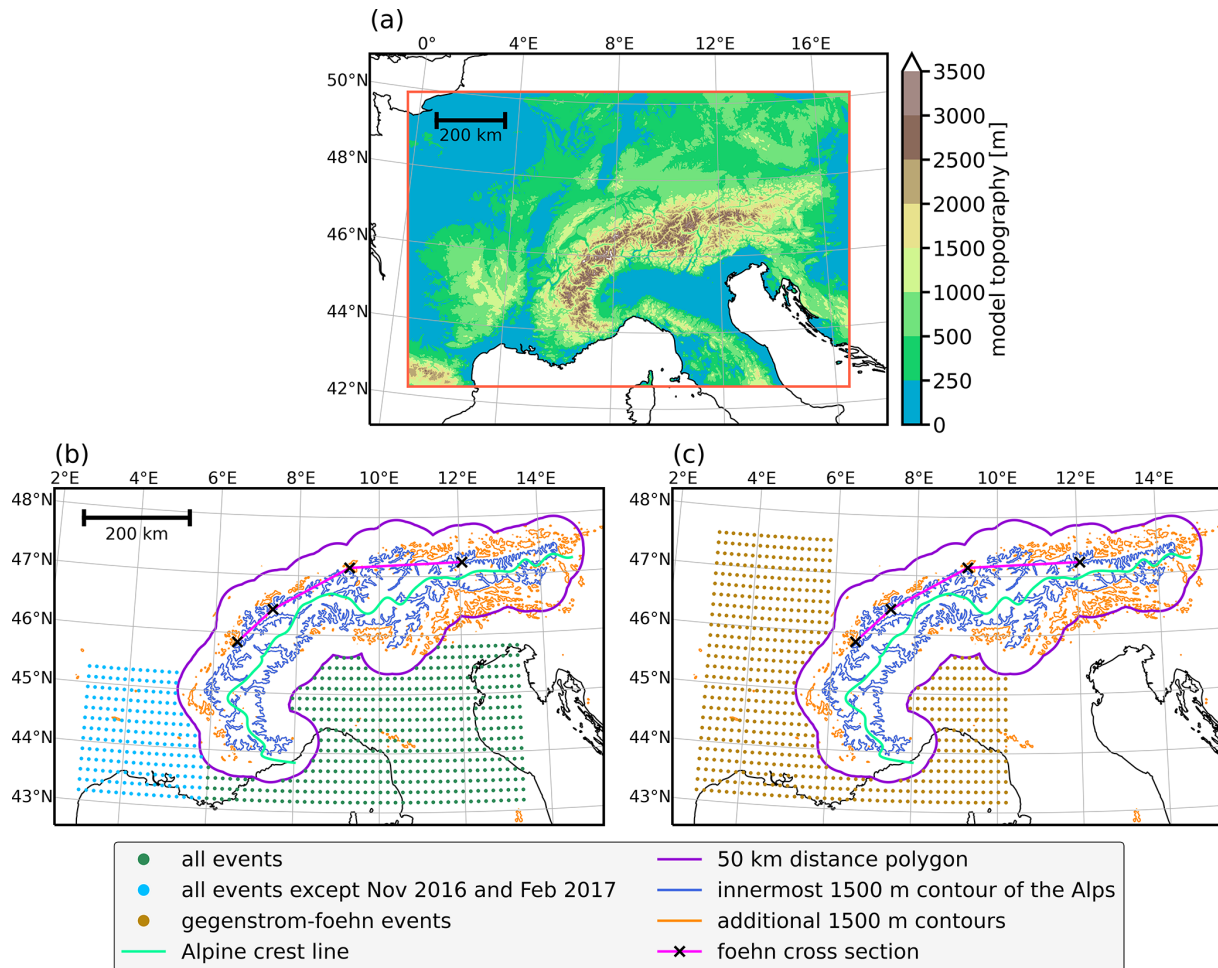 (a)
0° 4°E 8°E 12°E 16°E
50°N
48°N
46°N
44°N
42°N
200 km
3500
3000
2500
2000
1500
1000
500
250
0
model topography [m]
(b)
2°E 4°E 6°E 8°E 10°E 12°E 14°E
48°N
47°N
46°N
45°N
44°N
43°N
200 km
(c)
2°E 4°E 6°E 8°E 10°E 12°E 14°E
48°N
47°N
46°N
45°N
44°N
43°N
all events
all events except Nov 2016 and Feb 2017
gegenstrom-foehn events
Alpine crest line
50 km distance polygon
innermost 1500 m contour of the Alps
additional 1500 m contours
foehn cross section